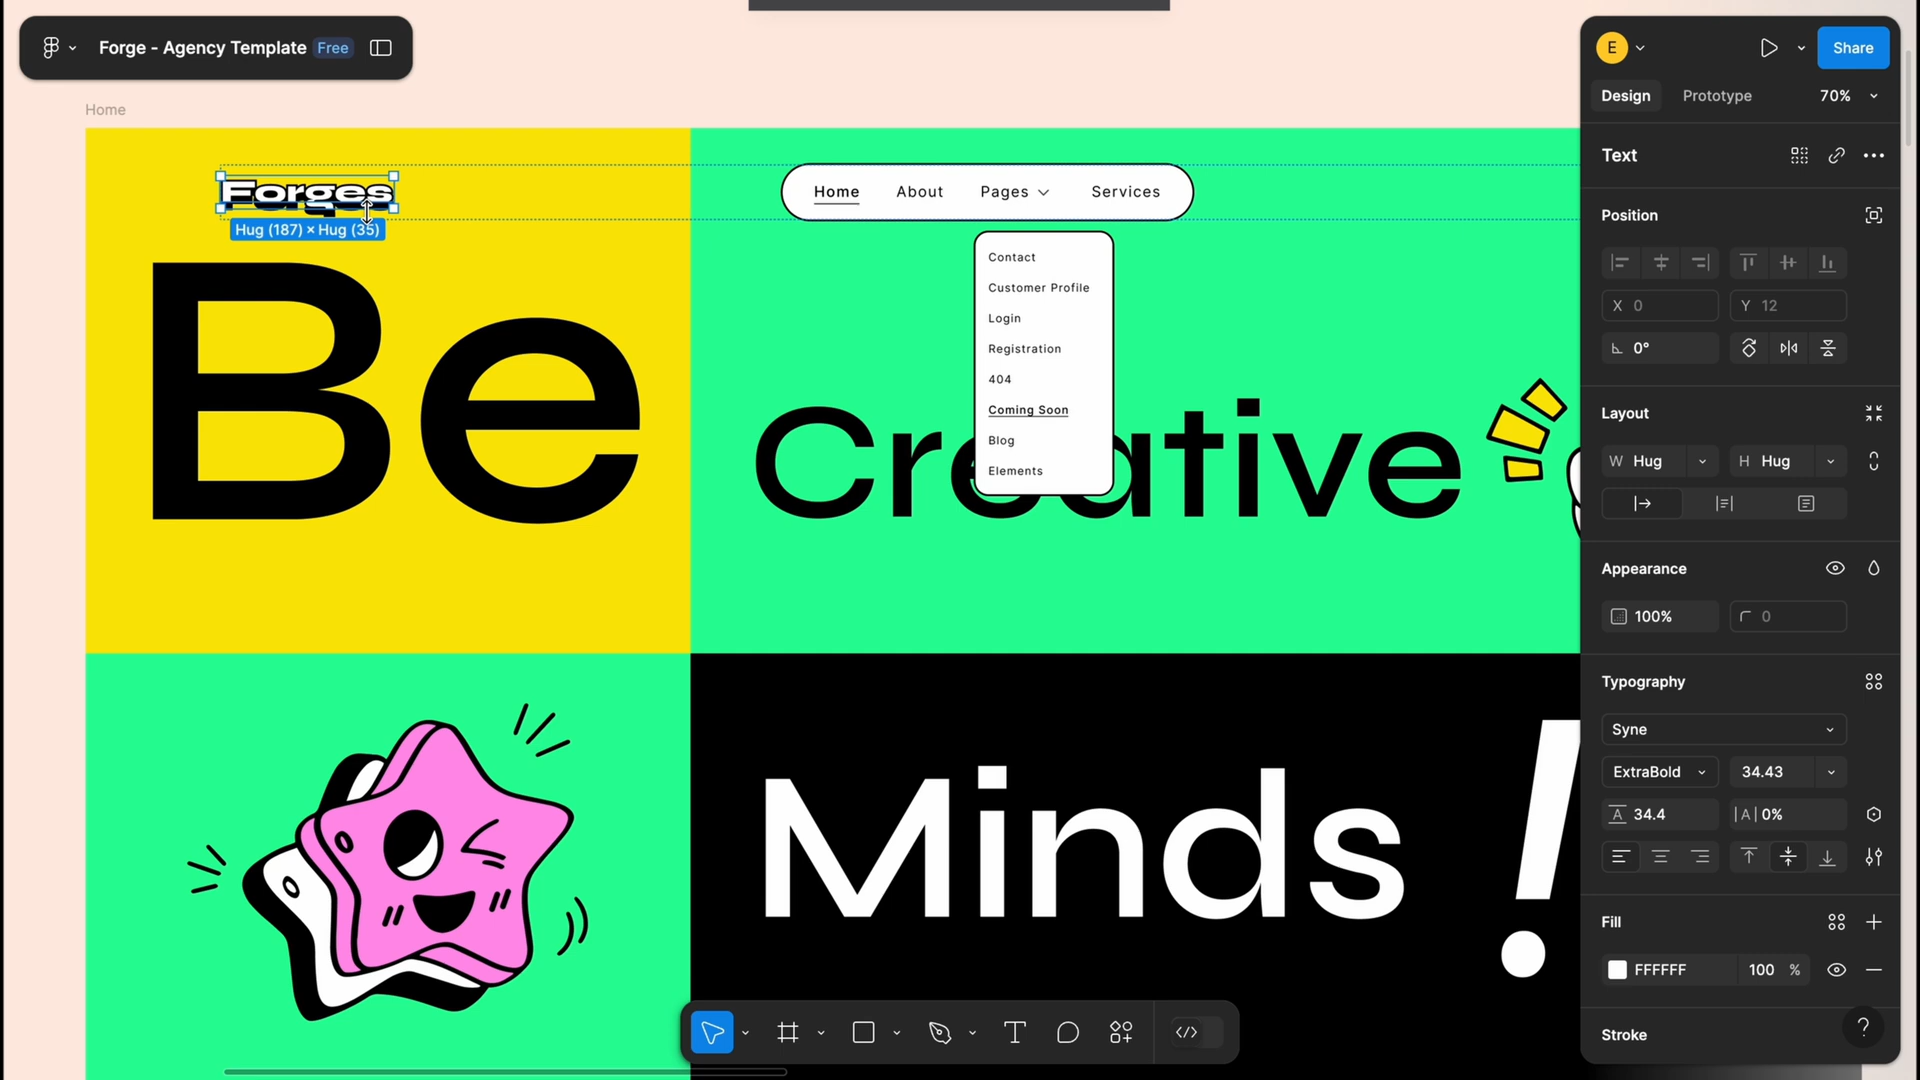 Forge - Agency Template Free
E
Share
Design Prototype 70%
Home
Text
Forges
Home About Pages Services
Hug (187) × Hug (35)
Position
Contact
Customer Profile
Login
Registration
404
Coming Soon
Blog
Elements
X 0 Y 12
0°
Be
Creative
Layout
W Hug H Hug
Appearance
100% 0
Typography
Syne
ExtraBold 34.43
34.4 |A| 0%
Minds !
Fill
FFFFFF 100 %
Stroke
?